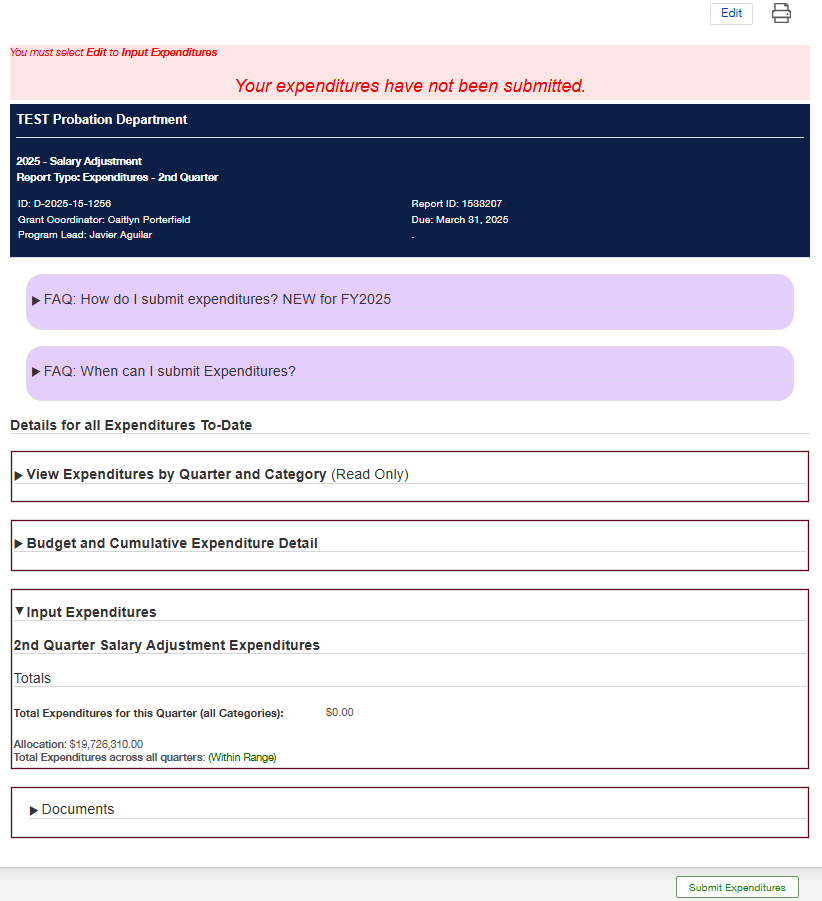 Edit
You must select Edit to Input Expenditures
Your expenditures have not been submitted.
TEST Probation Department
2025 - Salary Adjustment
Report Type: Expenditures - 2nd Quarter
ID: D-2025-15-1256
Report ID: 1533207
Grant Coordinator: Caitlyn Porterfield
Due: March 31, 2025
Program Lead: Javier Aguilar
.
FAQ: How do I submit expenditures? NEW for FY2025
FAQ: When can I submit Expenditures?
Details for all Expenditures To-Date
View Expenditures by Quarter and Category (Read Only)
Budget and Cumulative Expenditure Detail
Input Expenditures
2nd Quarter Salary Adjustment Expenditures
Totals
Total Expenditures for this Quarter (all Categories): $0.00
Allocation: $19,726,310.00
Total Expenditures across all quarters: (Within Range)
Documents
Submit Expenditures